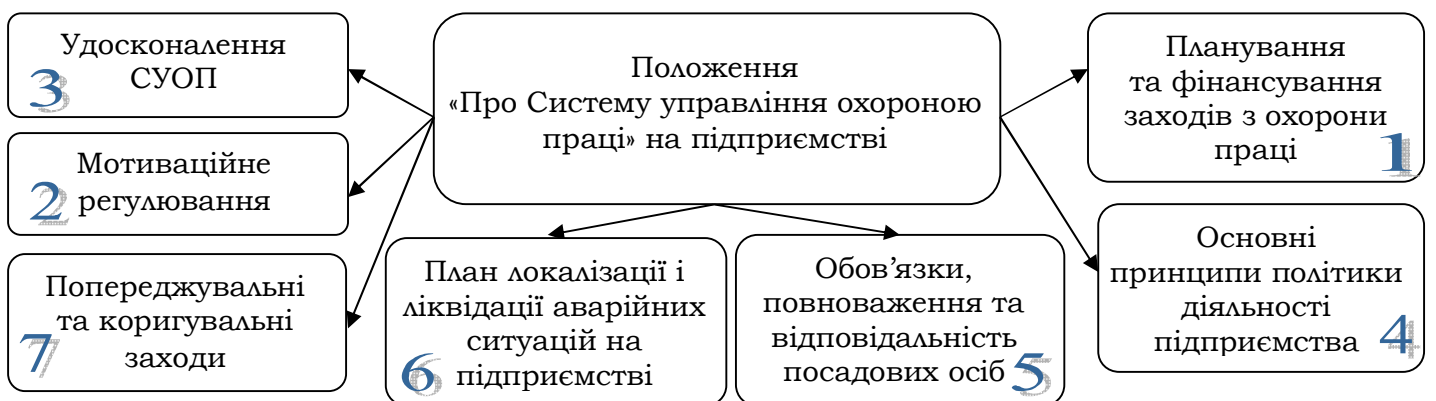 Удосконалення
СУОП
3
Мотиваційне
регулювання
2
Попереджувальні
та коригувальні
заходи
7
Положення
«Про Систему управління охороною
праці» на підприємстві
План локалізації і
ліквідації аварійних
ситуацій на
підприємстві
6
Обов’язки,
повноваження та
відповідальність
посадових осіб
5
Планування
та фінансування
заходів з охорони
праці
1
Основні
принципи політики
діяльності
підприємства
4